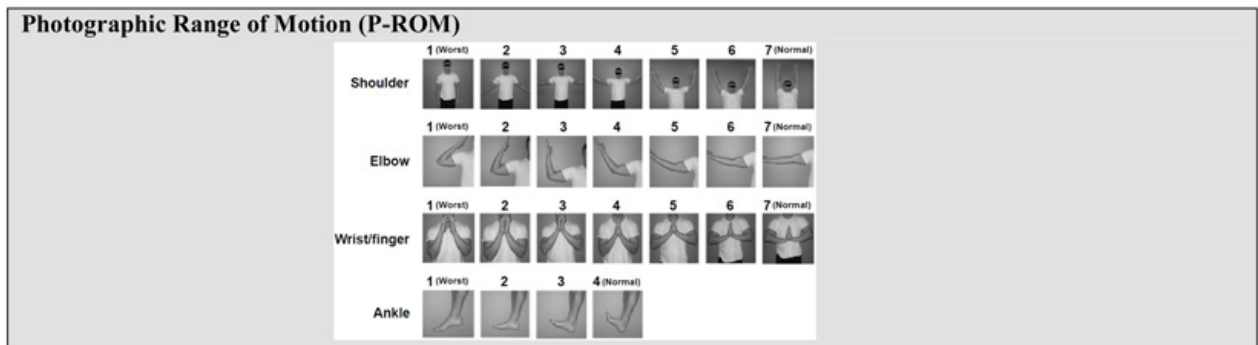 Photographic Range of Motion (P-ROM)
1 (Worst) 2 3 4 5 6 7 (Normal)
Shoulder
1 (Worst) 2 3 4 5 6 7 (Normal)
Elbow
1 (Worst) 2 3 4 5 6 7 (Normal)
Wrist/finger
1 (Worst) 2 3 4 (Normal)
Ankle